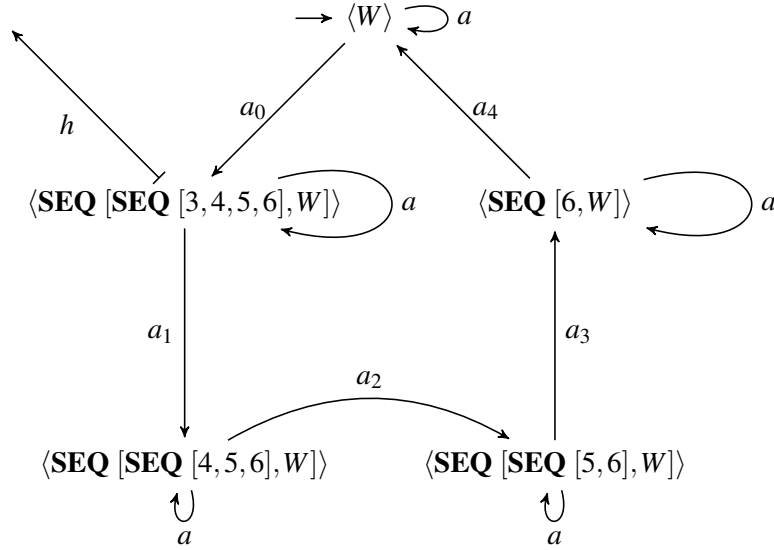 ⟨W⟩ a
h a₀ a₄
⟨SEQ [SEQ [3,4,5,6],W]⟩ a ⟨SEQ [6,W]⟩ a
a₁ a₃
a₂
⟨SEQ [SEQ [4,5,6],W]⟩ ⟨SEQ [SEQ [5,6],W]⟩
a a